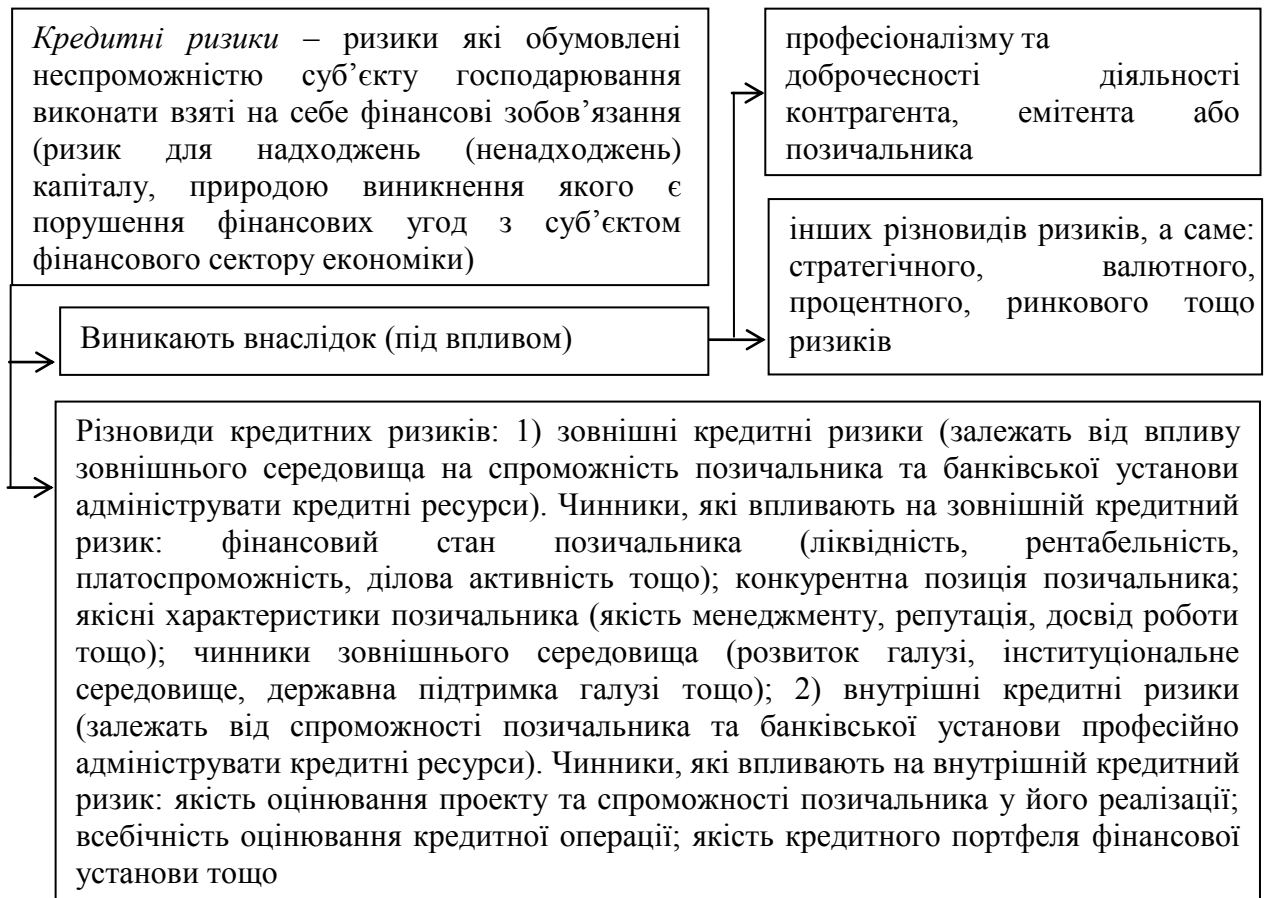 Кредитні ризики – ризики які обумовлені
неспроможністю суб’єкту господарювання
виконати взяті на себе фінансові зобов’язання
(ризик для надходжень (ненадходжень)
капіталу, природою виникнення якого є
порушення фінансових угод з суб’єктом
фінансового сектору економіки)
професіоналізму та
доброчесності діяльності
контрагента, емітента або
позичальника
інших різновидів ризиків, а саме:
стратегічного, валютного,
процентного, ринкового тощо
ризиків
Виникають внаслідок (під впливом)
Різновиди кредитних ризиків: 1) зовнішні кредитні ризики (залежать від впливу
зовнішнього середовища на спроможність позичальника та банківської установи
адмініструвати кредитні ресурси). Чинники, які впливають на зовнішній кредитний
ризик: фінансовий стан позичальника (ліквідність, рентабельність,
платоспроможність, ділова активність тощо); конкурентна позиція позичальника;
якісні характеристики позичальника (якість менеджменту, репутація, досвід роботи
тощо); чинники зовнішнього середовища (розвиток галузі, інституціональне
середовище, державна підтримка галузі тощо); 2) внутрішні кредитні ризики
(залежать від спроможності позичальника та банківської установи професійно
адмініструвати кредитні ресурси). Чинники, які впливають на внутрішній кредитний
ризик: якість оцінювання проекту та спроможності позичальника у його реалізації;
всебічність оцінювання кредитної операції; якість кредитного портфеля фінансової
установи тощо